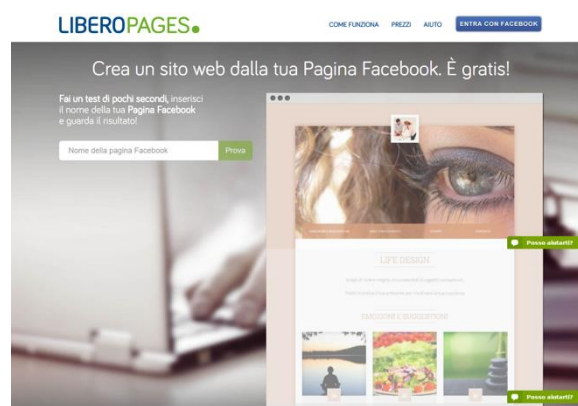 LIBEROPAGES
COME FUNZIONA PREZZI AIUTO ENTRA CON FACEBOOK
Crea un sito web dalla tua Pagina Facebook. È gratis!
Fai un test di pochi secondi, inserisci
il nome della tua Pagina Facebook
e guarda il risultato!
Nome della pagina Facebook Prova
Posso aiutarti?
LIFE DESIGN
EMOZIONI E SUGGESTIONI
Posso aiutarti?